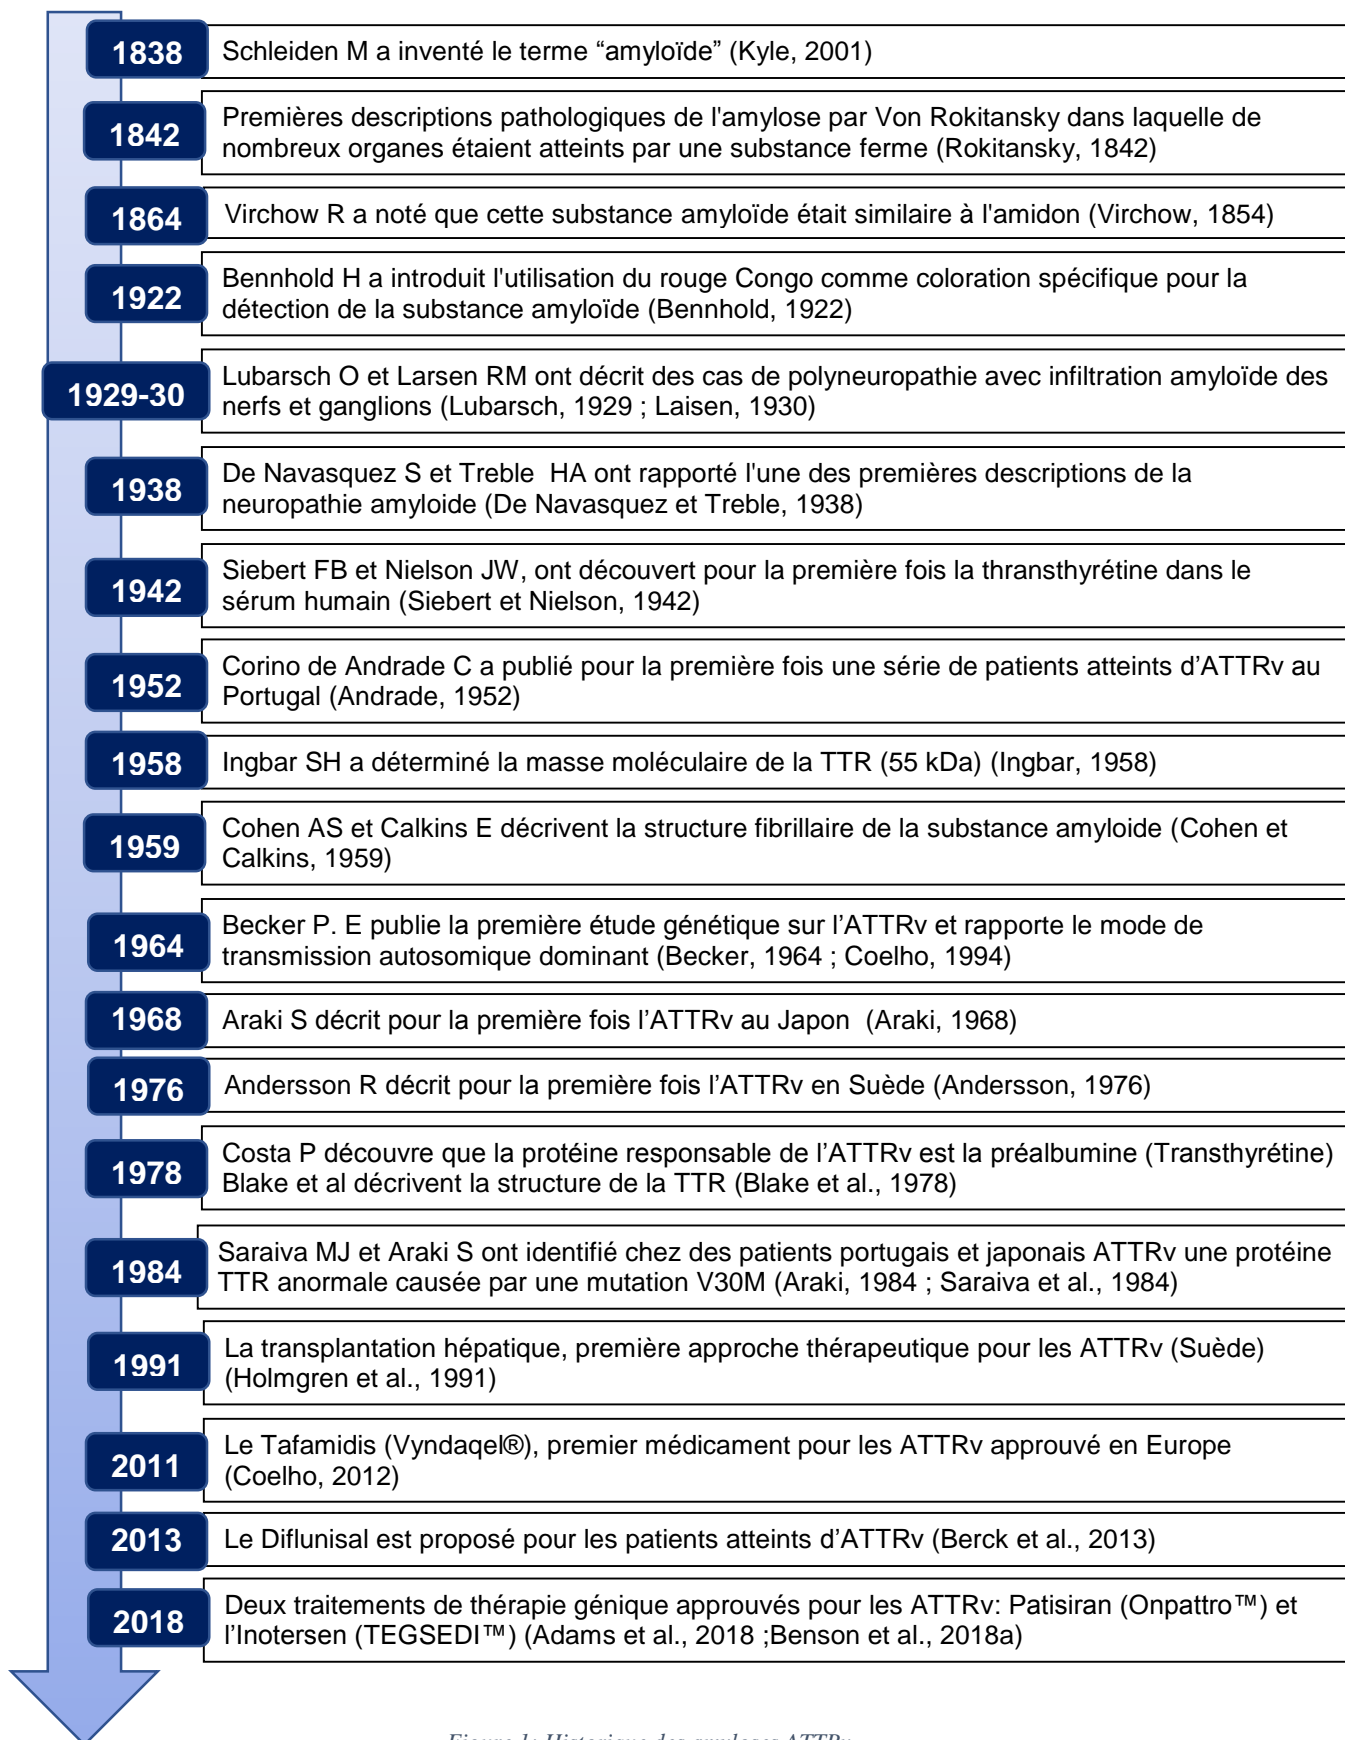 1838
Schleiden M a inventé le terme “amyloïde” (Kyle, 2001)
1842
Premières descriptions pathologiques de l'amylose par Von Rokitansky dans laquelle de
nombreux organes étaient atteints par une substance ferme (Rokitansky, 1842)
1864
Virchow R a noté que cette substance amyloïde était similaire à l'amidon (Virchow, 1854)
1922
Bennhold H a introduit l'utilisation du rouge Congo comme coloration spécifique pour la
détection de la substance amyloïde (Bennhold, 1922)
1929-30
Lubarsch O et Larsen RM ont décrit des cas de polyneuropathie avec infiltration amyloïde des
nerfs et ganglions (Lubarsch, 1929 ; Laisen, 1930)
1938
De Navasquez S et Treble  HA ont rapporté l'une des premières descriptions de la
neuropathie amyloide (De Navasquez et Treble, 1938)
1942
Siebert FB et Nielson JW, ont découvert pour la première fois la thransthyrétine dans le
sérum humain (Siebert et Nielson, 1942)
1952
Corino de Andrade C a publié pour la première fois une série de patients atteints d’ATTRv au
Portugal (Andrade, 1952)
1958
Ingbar SH a déterminé la masse moléculaire de la TTR (55 kDa) (Ingbar, 1958)
1959
Cohen AS et Calkins E décrivent la structure fibrillaire de la substance amyloide (Cohen et
Calkins, 1959)
1964
Becker P. E publie la première étude génétique sur l’ATTRv et rapporte le mode de
transmission autosomique dominant (Becker, 1964 ; Coelho, 1994)
1968
Araki S décrit pour la première fois l’ATTRv au Japon  (Araki, 1968)
1976
Andersson R décrit pour la première fois l’ATTRv en Suède (Andersson, 1976)
1978
Costa P découvre que la protéine responsable de l’ATTRv est la préalbumine (Transthyrétine)
Blake et al décrivent la structure de la TTR (Blake et al., 1978)
1984
Saraiva MJ et Araki S ont identifié chez des patients portugais et japonais ATTRv une protéine
TTR anormale causée par une mutation V30M (Araki, 1984 ; Saraiva et al., 1984)
1991
La transplantation hépatique, première approche thérapeutique pour les ATTRv (Suède)
(Holmgren et al., 1991)
2011
Le Tafamidis (Vyndaqel®), premier médicament pour les ATTRv approuvé en Europe
(Coelho, 2012)
2013
Le Diflunisal est proposé pour les patients atteints d’ATTRv (Berck et al., 2013)
2018
Deux traitements de thérapie génique approuvés pour les ATTRv: Patisiran (Onpattro™) et
l’Inotersen (TEGSEDI™) (Adams et al., 2018 ;Benson et al., 2018a)
Figure 1: Historique des amyloses ATTRv